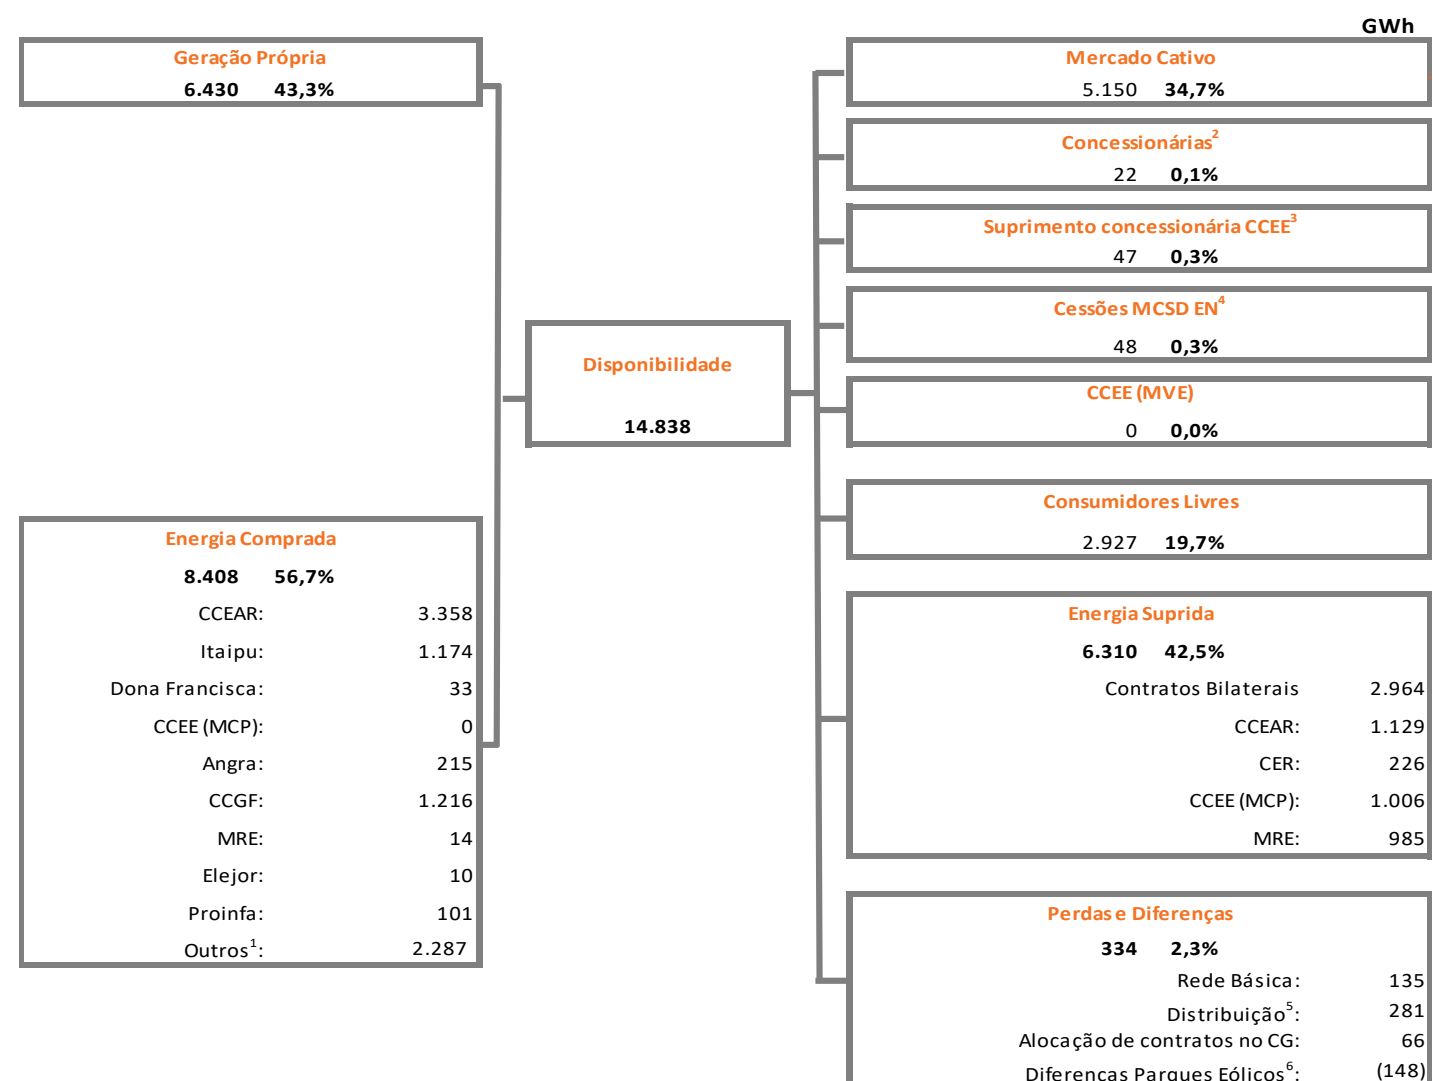 GWh
Geração Própria
6.430 43,3%
Energia Comprada
8.408 56,7%
CCEAR: 3.358
Itaipu: 1.174
Dona Francisca: 33
CCEE (MCP): 0
Angra: 215
CCGF: 1.216
MRE: 14
Elejor: 10
Proinfa: 101
Outros¹: 2.287
Disponibilidade
14.838
Mercado Cativo
5.150 34,7%
Concessionárias²
22 0,1%
Suprimento concessionária CCEE³
47 0,3%
Cessões MCSD EN⁴
48 0,3%
CCEE (MVE)
0 0,0%
Consumidores Livres
2.927 19,7%
Energia Suprida
6.310 42,5%
Contratos Bilaterais 2.964
CCEAR: 1.129
CER: 226
CCEE (MCP): 1.006
MRE: 985
Perdas e Diferenças
334 2,3%
Rede Básica: 135
Distribuição⁵: 281
Alocação de contratos no CG: 66
Diferenças Parques Eólicos⁶: (148)